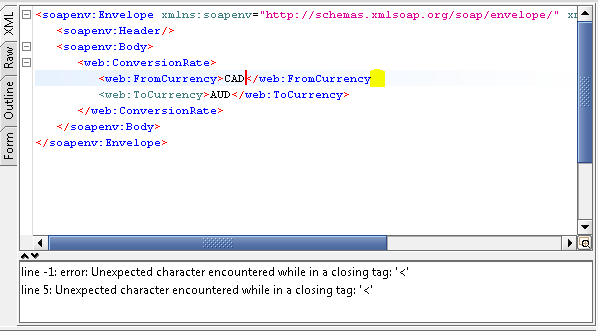 XML
Raw
Outline
Form
<soapenv:Envelope xmlns:soapenv="http://schemas.xmlsoap.org/soap/envelope/" x
<soapenv:Header/>
<soapenv:Body>
<web:ConversionRate>
<web:FromCurrency>CAD</web:FromCurrency
<web:ToCurrency>AUD</web:ToCurrency>
</web:ConversionRate>
</soapenv:Body>
</soapenv:Envelope>
line -1: error: Unexpected character encountered while in a closing tag: '<'
line 5: Unexpected character encountered while in a closing tag: '<'